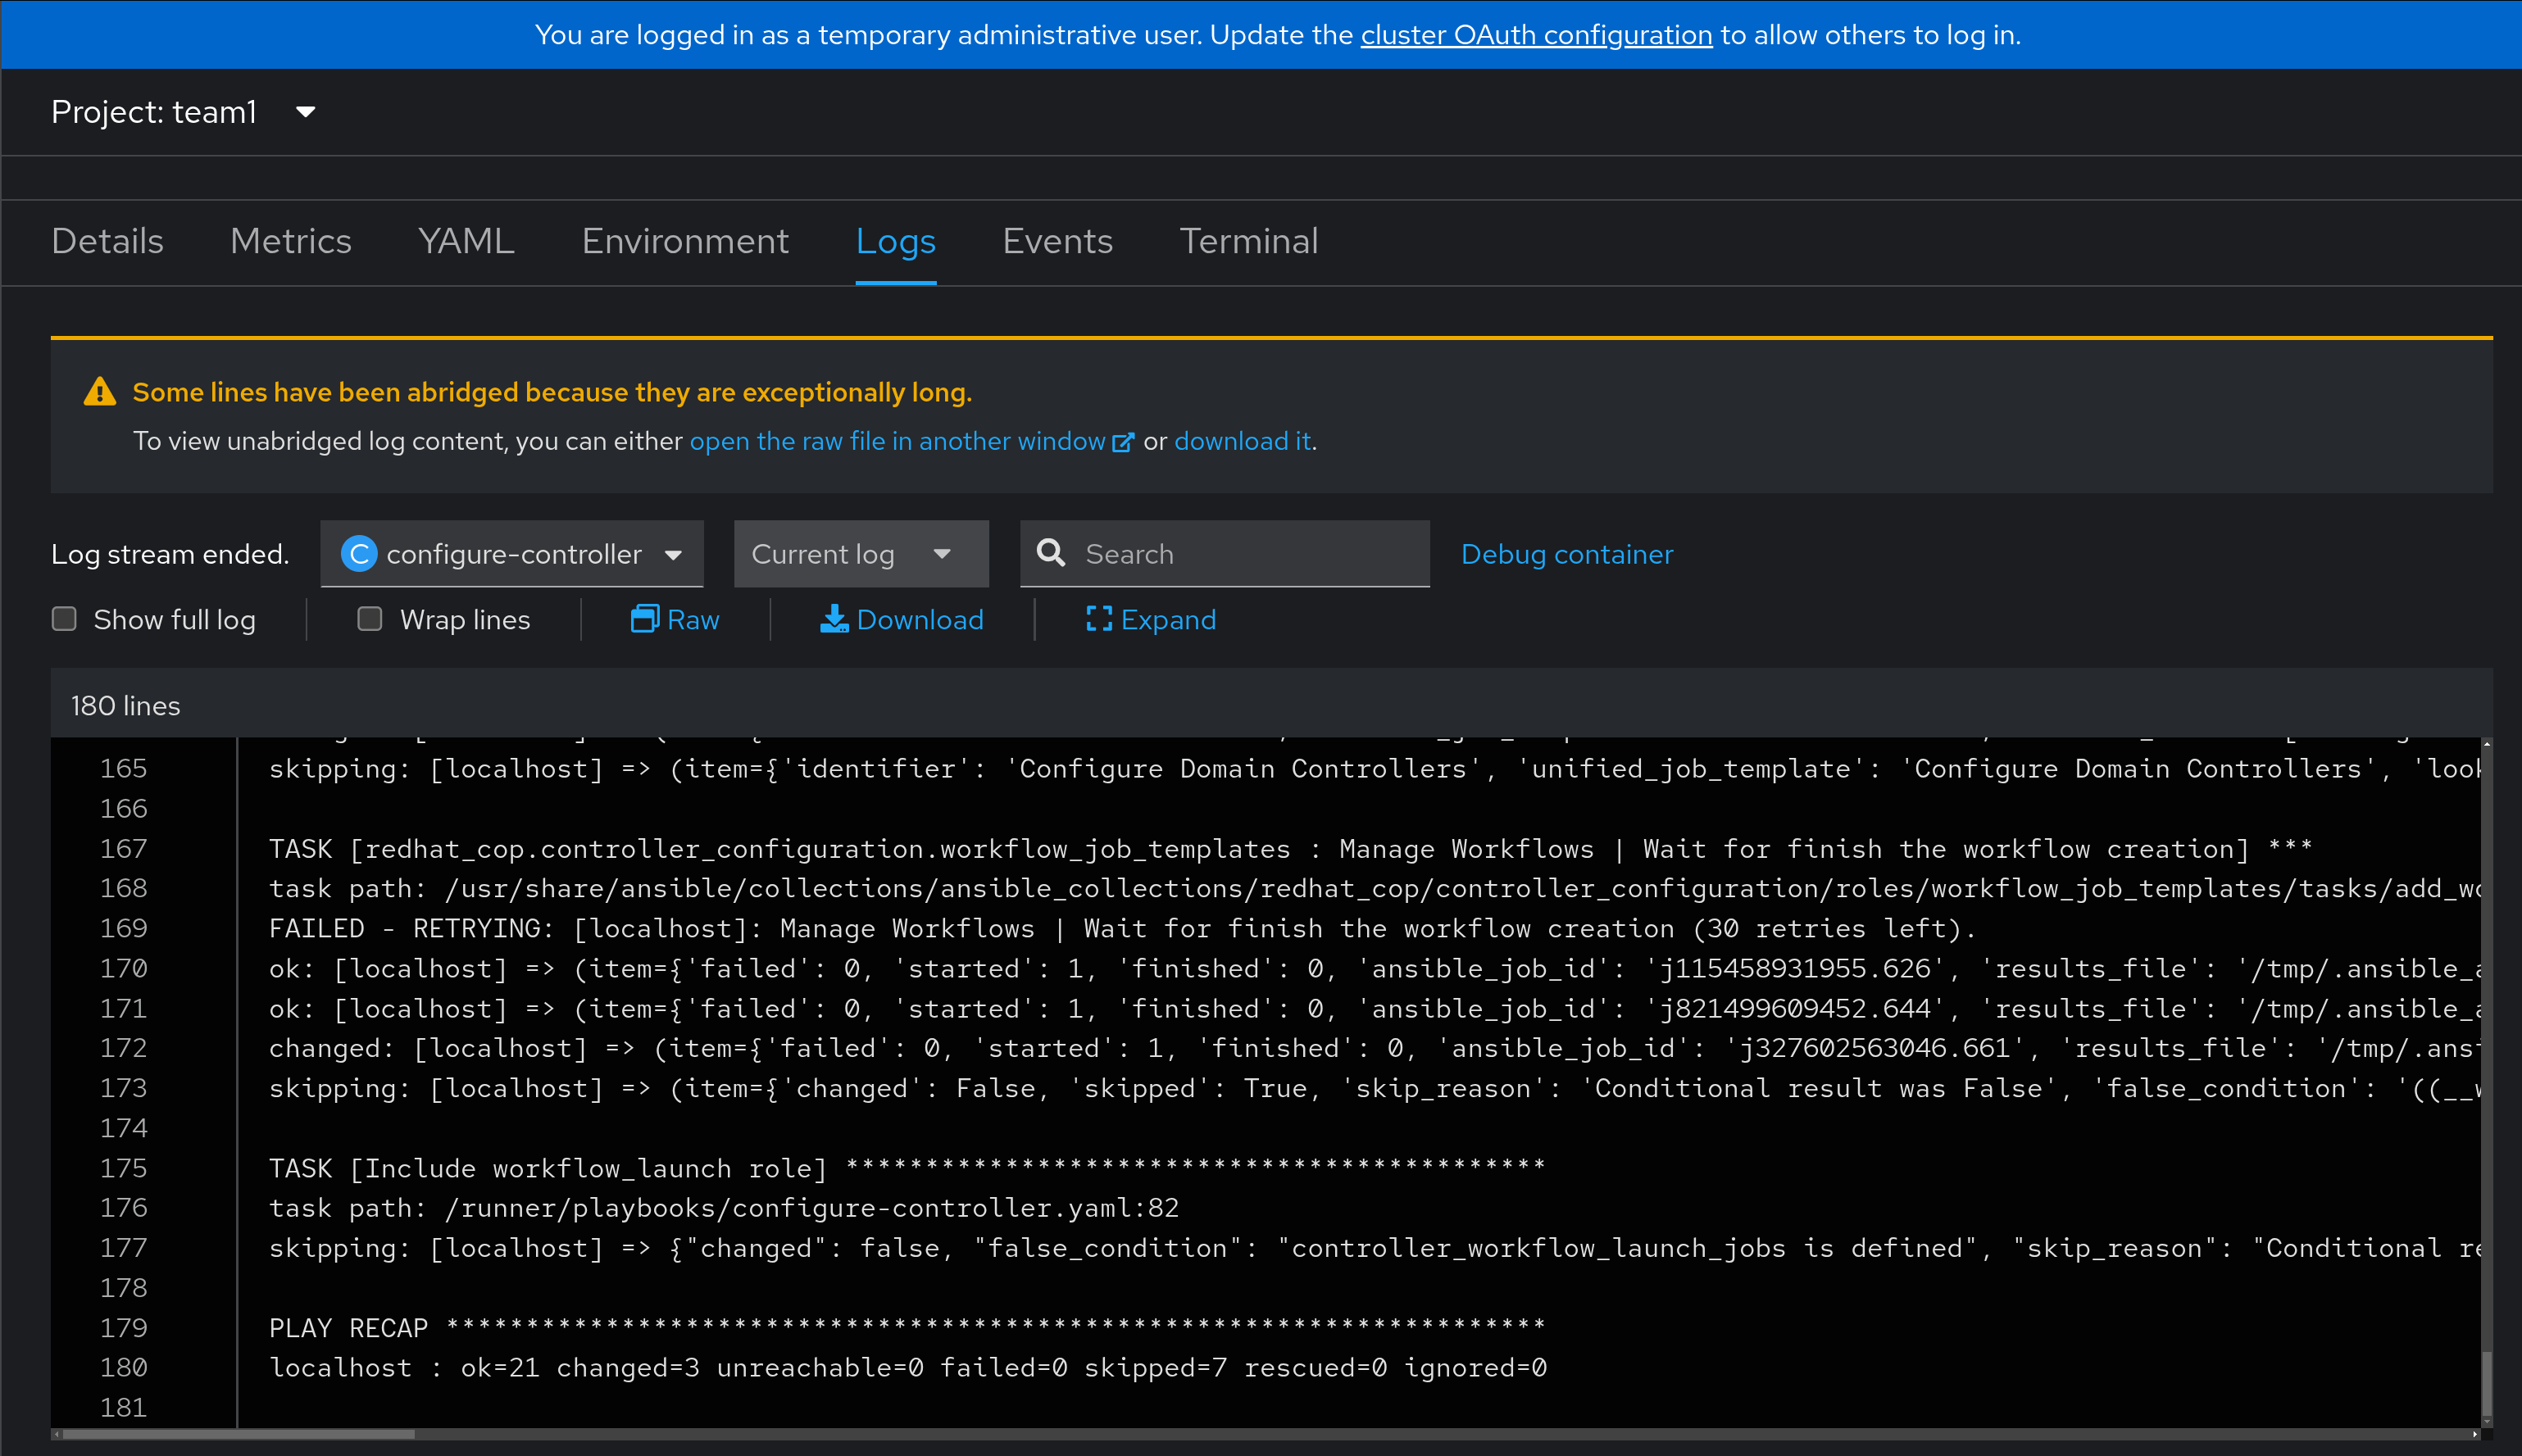 You are logged in as a temporary administrative user. Update the cluster OAuth configuration to allow others to log in.
Project: team1
Details Metrics YAML Environment Logs Events Terminal
Some lines have been abridged because they are exceptionally long.
To view unabridged log content, you can either open the raw file in another window or download it.
Log stream ended. C configure-controller Current log Search Debug container
Show full log Wrap lines Raw Download Expand
180 lines
165 skipping: [localhost] => (item={'identifier': 'Configure Domain Controllers', 'unified_job_template': 'Configure Domain Controllers', 'look
166
167 TASK [redhat_cop.controller_configuration.workflow_job_templates : Manage Workflows | Wait for finish the workflow creation] ***
168 task path: /usr/share/ansible/collections/ansible_collections/redhat_cop/controller_configuration/roles/workflow_job_templates/tasks/add_wo
169 FAILED - RETRYING: [localhost]: Manage Workflows | Wait for finish the workflow creation (30 retries left).
170 ok: [localhost] => (item={'failed': 0, 'started': 1, 'finished': 0, 'ansible_job_id': 'j115458931955.626', 'results_file': '/tmp/.ansible_a
171 ok: [localhost] => (item={'failed': 0, 'started': 1, 'finished': 0, 'ansible_job_id': 'j821499609452.644', 'results_file': '/tmp/.ansible_a
172 changed: [localhost] => (item={'failed': 0, 'started': 1, 'finished': 0, 'ansible_job_id': 'j327602563046.661', 'results_file': '/tmp/.ansi
173 skipping: [localhost] => (item={'changed': False, 'skipped': True, 'skip_reason': 'Conditional result was False', 'false_condition': '((__w
174
175 TASK [Include workflow_launch role] ********************************************
176 task path: /runner/playbooks/configure-controller.yaml:82
177 skipping: [localhost] => {"changed": false, "false_condition": "controller_workflow_launch_jobs is defined", "skip_reason": "Conditional re
178
179 PLAY RECAP *********************************************************************
180 localhost : ok=21 changed=3 unreachable=0 failed=0 skipped=7 rescued=0 ignored=0
181